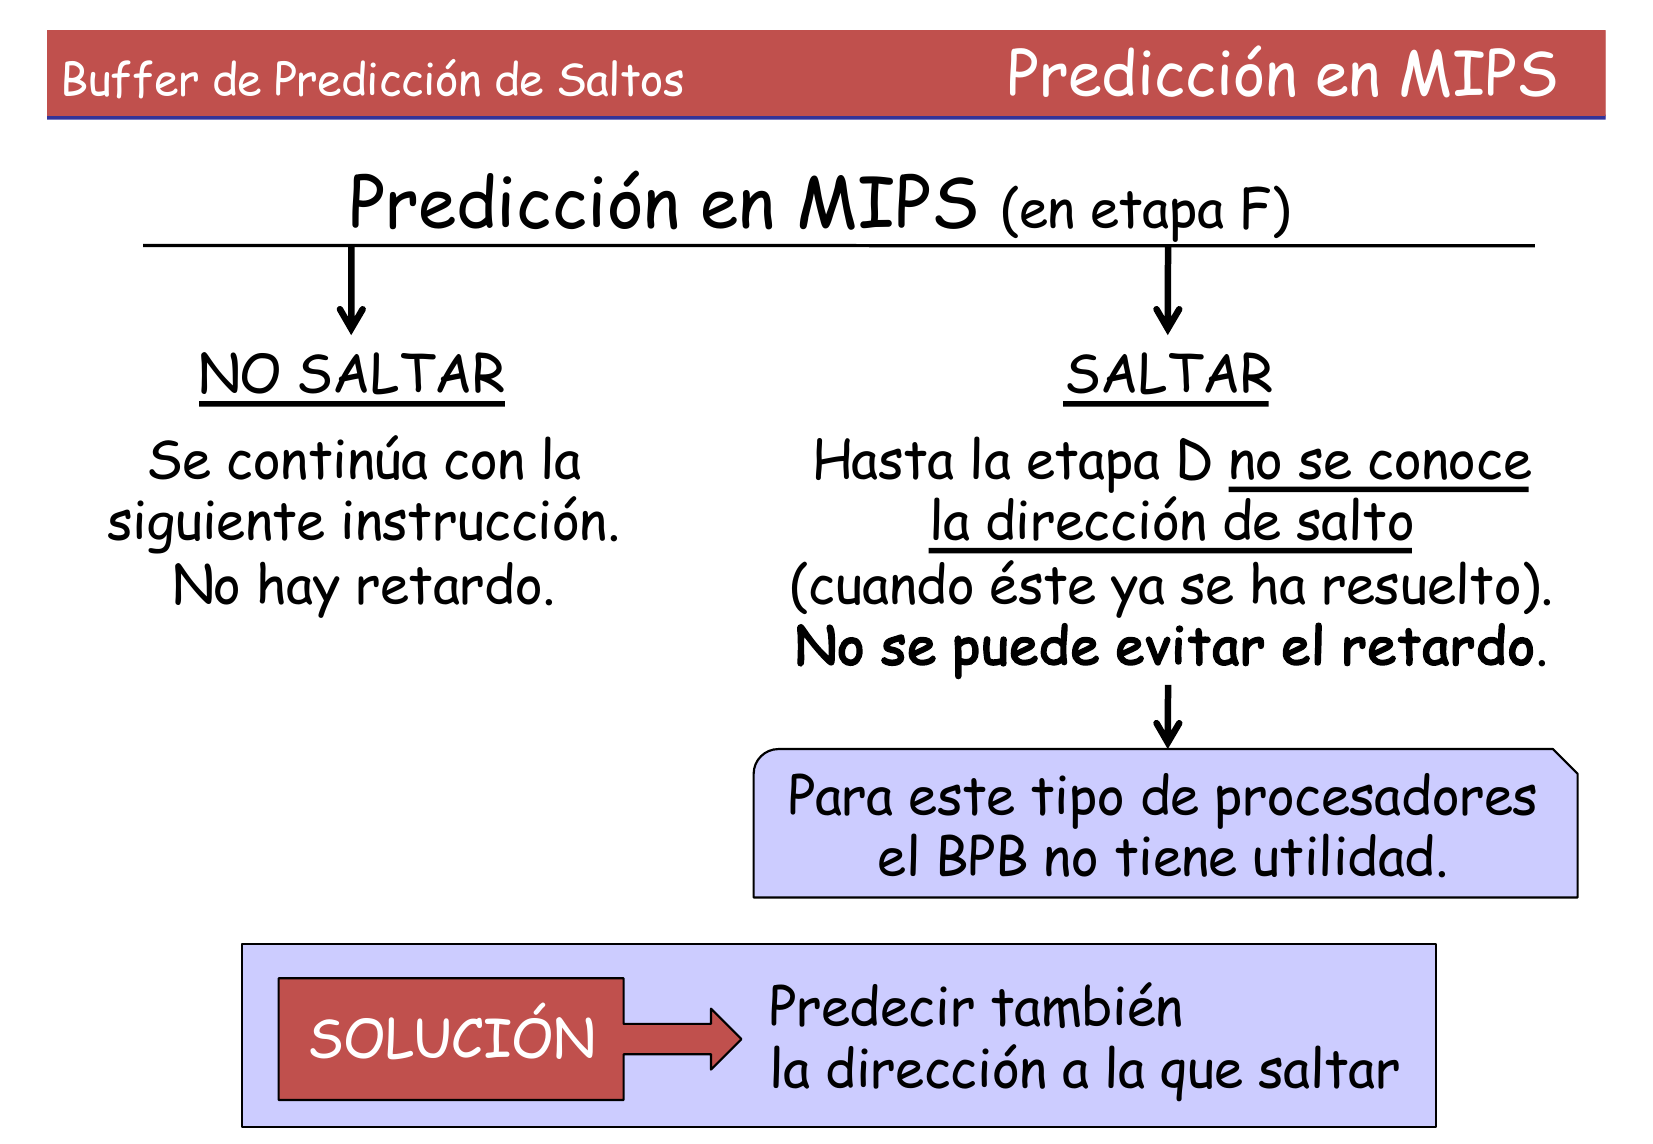 Buffer de Predicción de Saltos
Predicción en MIPS
Predicción en MIPS (en etapa F)
NO SALTAR
Se continúa con la
siguiente instrucción.
No hay retardo.
SALTAR
Hasta la etapa D no se conoce
la dirección de salto
(cuando éste ya se ha resuelto).
No se puede evitar el retardo.
Para este tipo de procesadores
el BPB no tiene utilidad.
SOLUCIÓN
Predecir también
la dirección a la que saltar